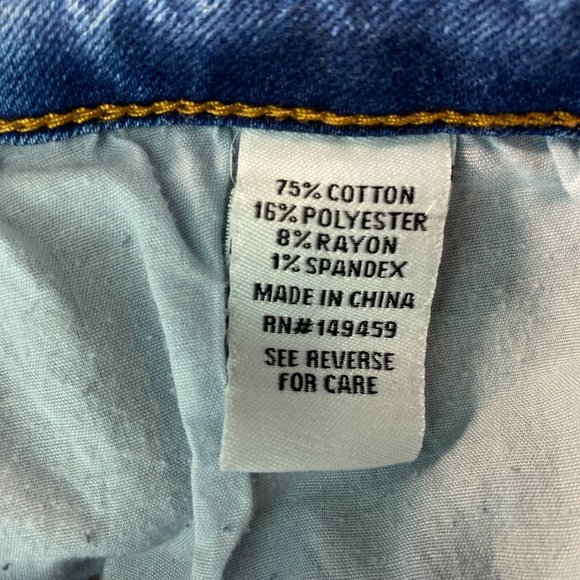 75% COTTON
16% POLYESTER
8% RAYON
1% SPANDEX
MADE IN CHINA
RN#149459
SEE REVERSE
FOR CARE